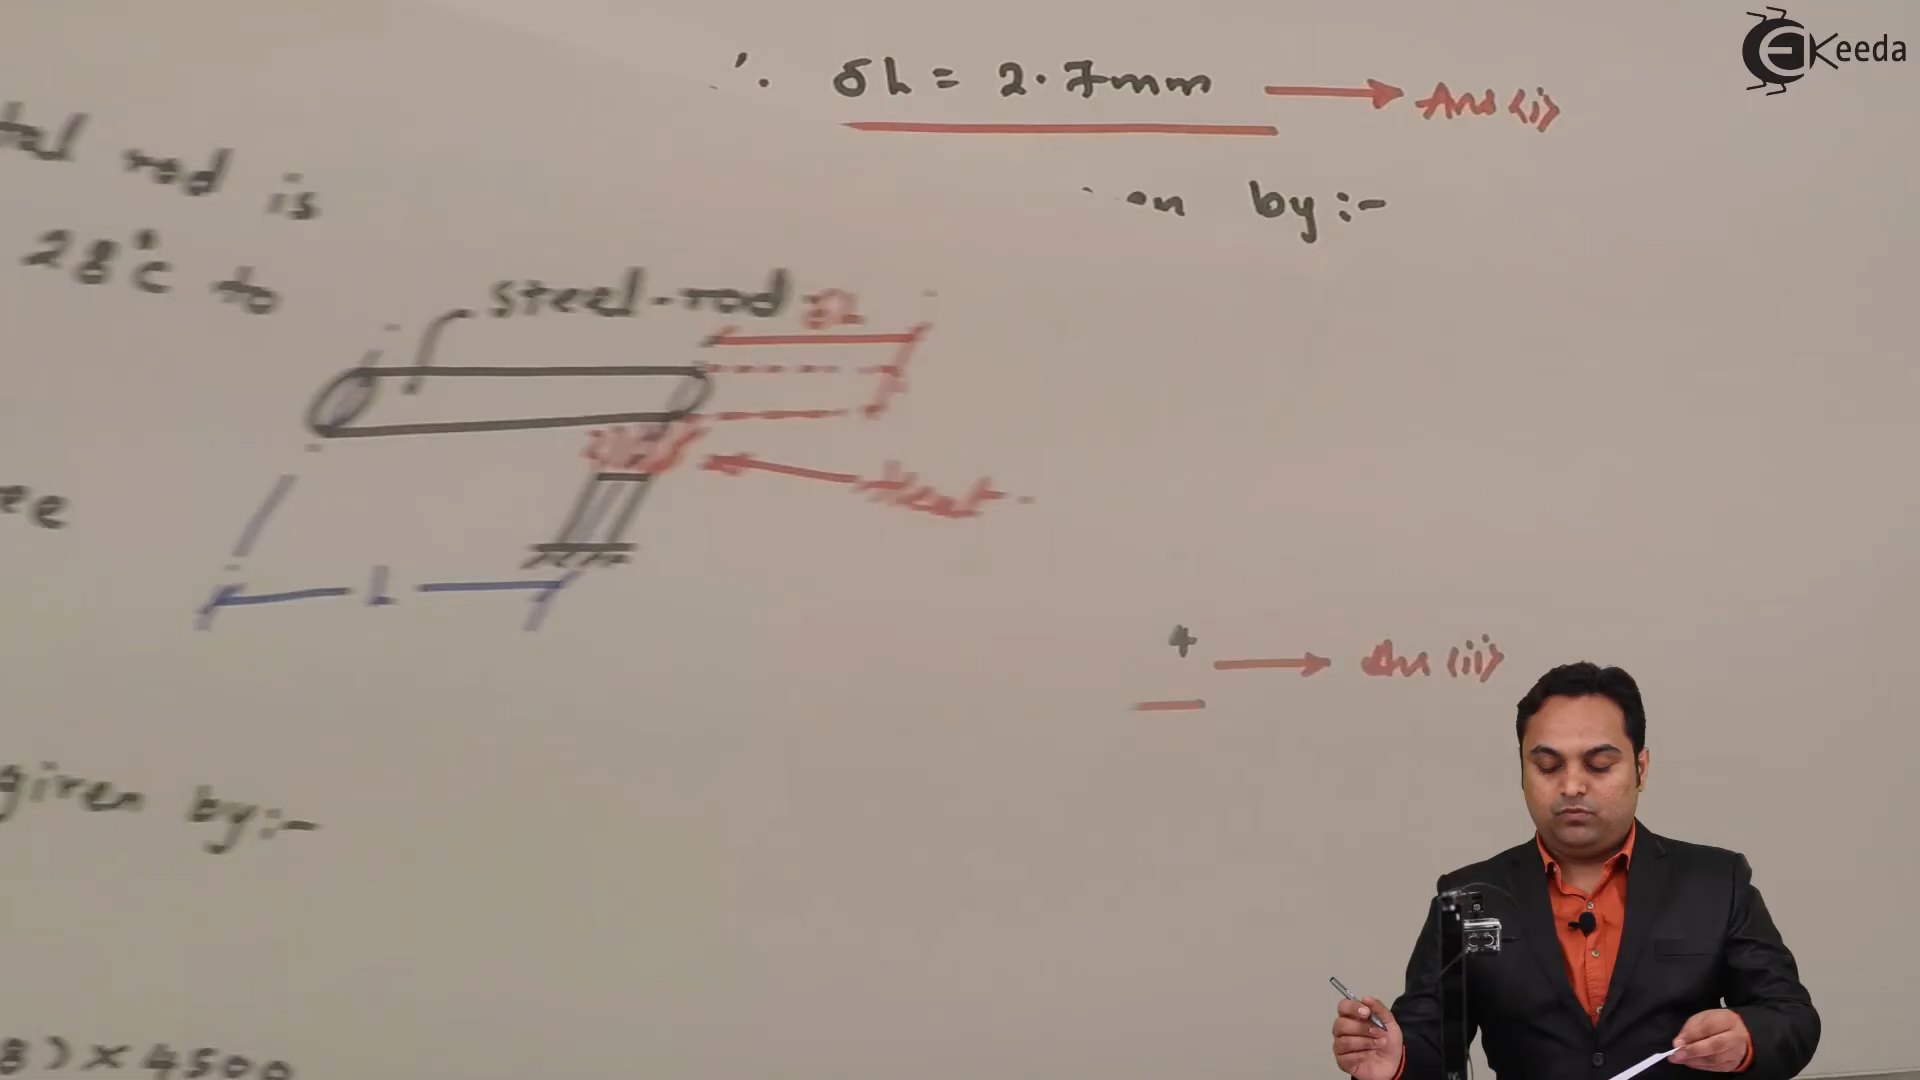 EKeeda
∴ δL = 2.7mm → Ans (i)
tal rod is
on by:-
28°c to
steel-rod
δL
ee
Heat
L
4 → Ans (ii)
given by:-
8) × 4500